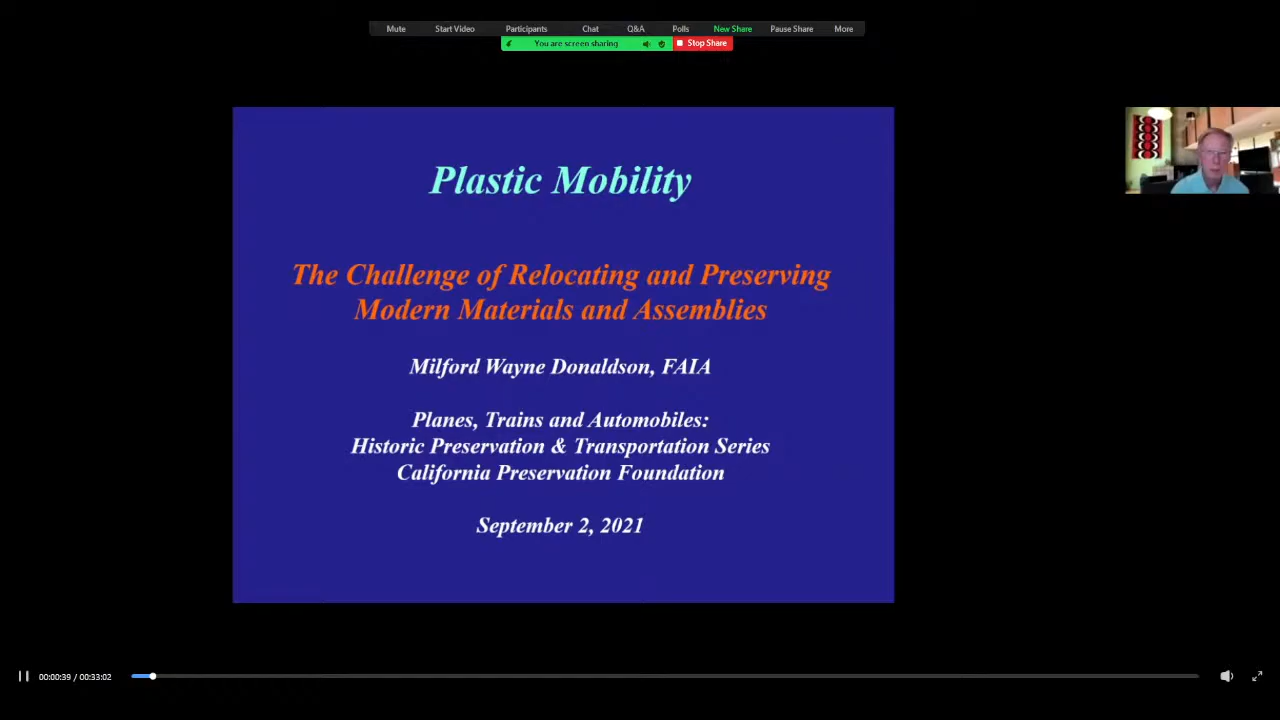 Mute Start Video Participants Chat Q&A Polls New Share Pause Share More
You are screen sharing Stop Share
Plastic Mobility
The Challenge of Relocating and Preserving
Modern Materials and Assemblies
Milford Wayne Donaldson, FAIA
Planes, Trains and Automobiles:
Historic Preservation & Transportation Series
California Preservation Foundation
September 2, 2021
00:00:39 / 00:33:02